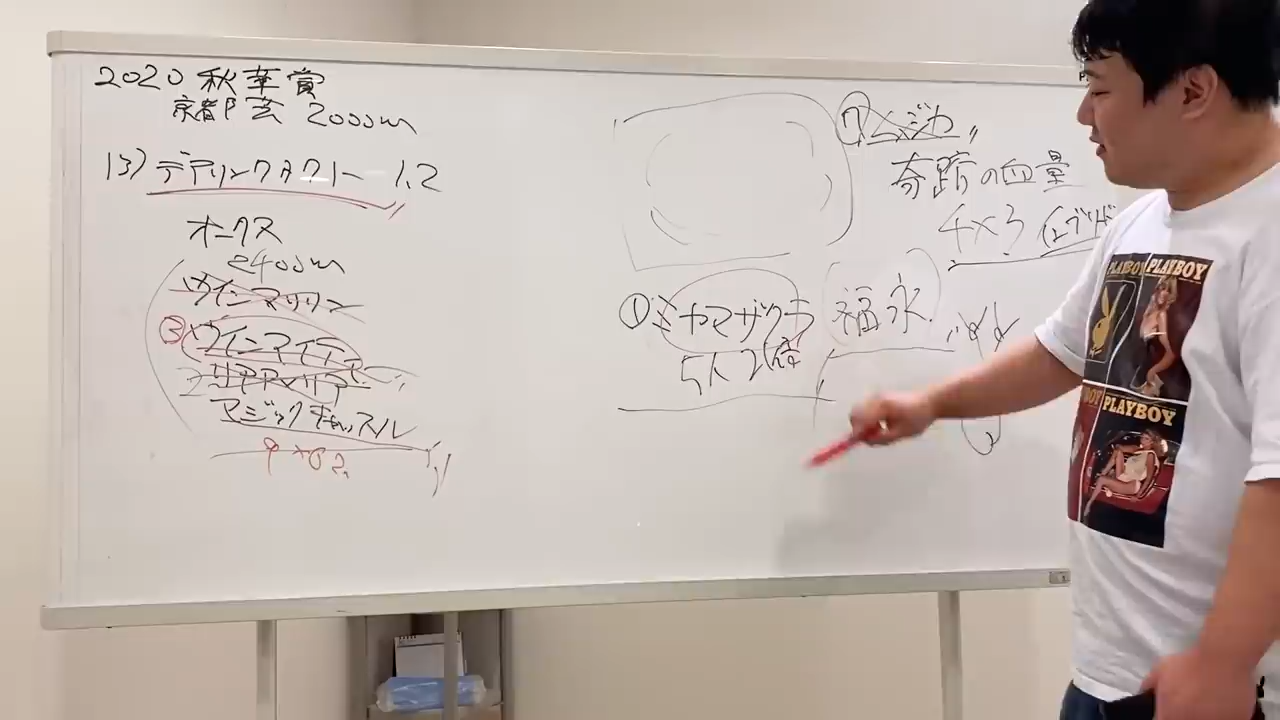 2020 秋華賞
京都芝 2000m
13) デアリングタクト 1.2
オークス
2400m
ウインマリリン
③ ウインマイティー
リアアメリア
マジックキャッスル
⑦ ムジカ
奇跡の血量
4×3
① ミヤマザクラ 福永
5人 2倍
PLAYBOY
PLAYBOY
PLAYBOY